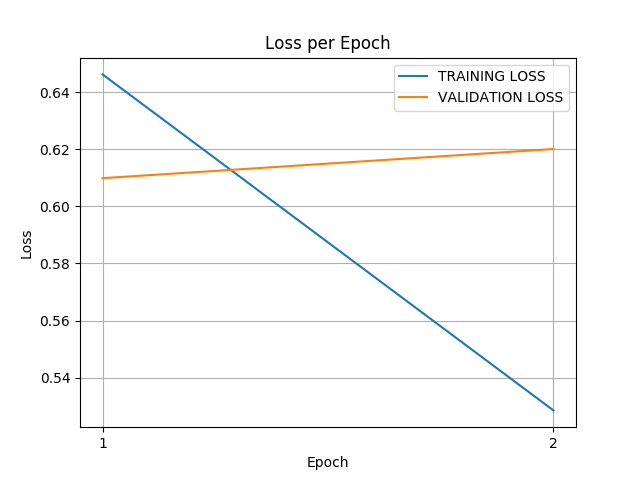 Loss per Epoch
TRAINING LOSS
VALIDATION LOSS
0.64
0.62
0.60
0.58
0.56
0.54
Loss
1
2
Epoch